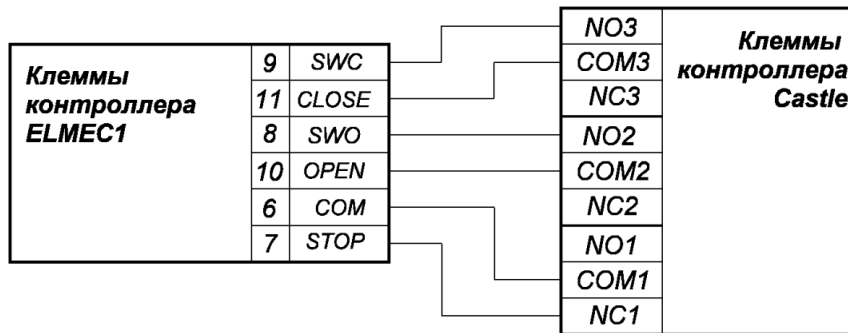 Клеммы
контроллера
ELMEC1
9 SWC
11 CLOSE
8 SWO
10 OPEN
6 COM
7 STOP
NO3
COM3
NC3
NO2
COM2
NC2
NO1
COM1
NC1
Клеммы
контроллера
Castle